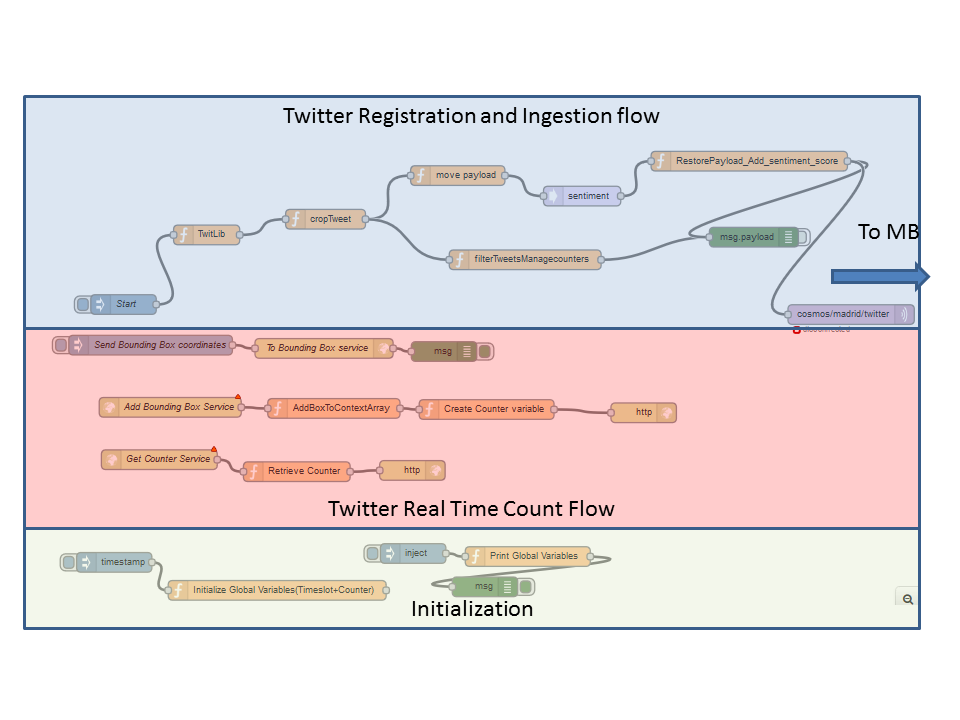 Twitter Registration and Ingestion flow
RestorePayload_Add_sentiment_score
move payload
sentiment
cropTweet
TwitLib
msg.payload
To MB
filterTweetsManagecounters
Start
cosmos/madrid/twitter
Send Bounding Box coordinates
To Bounding Box service
msg
Add Bounding Box Service
AddBoxToContextArray
Create Counter variable
http
Get Counter Service
Retrieve Counter
http
Twitter Real Time Count Flow
timestamp
inject
Print Global Variables
Initialize Global Variables(Timeslot+Counter)
msg
Initialization